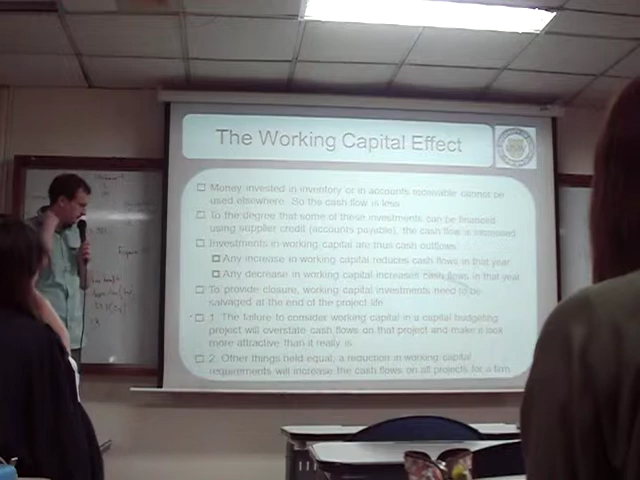 The Working Capital Effect
Money invested in inventory or in accounts receivable cannot be
used elsewhere. So the cash flow is less
To the degree that some of these investments can be financed
using supplier credit (accounts payable), the cash flow is increased
Investments in working capital are thus cash outflows
Any increase in working capital reduces cash flows in that year
Any decrease in working capital increases cash flows in that year
To provide closure, working capital investments need to be
salvaged at the end of the project life
1. The failure to consider working capital in a capital budgeting
project will overstate cash flows on that project and make it look
more attractive than it really is
2. Other things held equal, a reduction in working capital
requirements will increase the cash flows on all projects for a firm